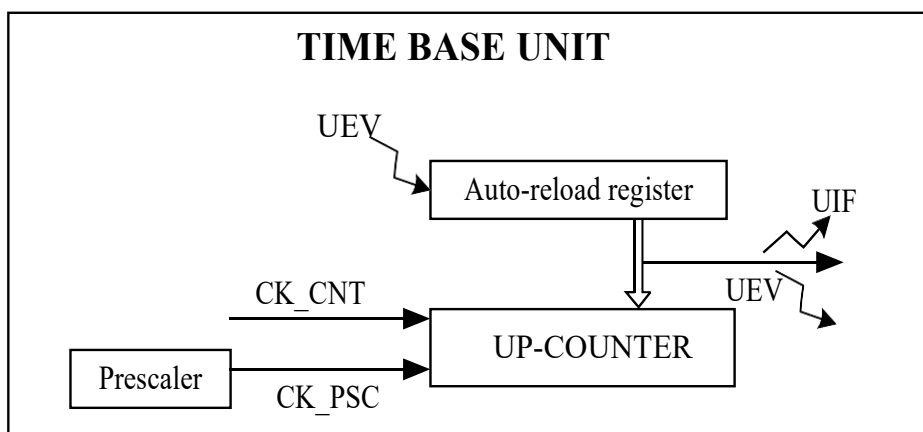 TIME BASE UNIT
UEV
Auto-reload register
UIF
UEV
CK_CNT
UP-COUNTER
Prescaler
CK_PSC